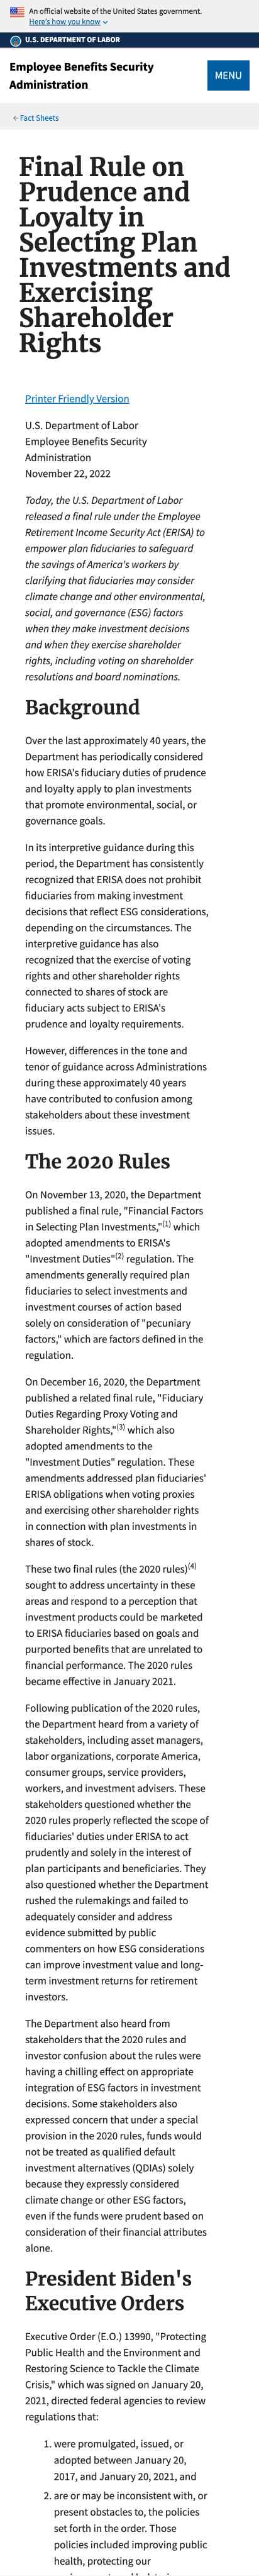 An official website of the United States government.
Here's how you know
U.S. DEPARTMENT OF LABOR
Employee Benefits Security
Administration
MENU
← Fact Sheets
Final Rule on
Prudence and
Loyalty in
Selecting Plan
Investments and
Exercising
Shareholder
Rights
Printer Friendly Version
U.S. Department of Labor
Employee Benefits Security
Administration
November 22, 2022
Today, the U.S. Department of Labor
released a final rule under the Employee
Retirement Income Security Act (ERISA) to
empower plan fiduciaries to safeguard
the savings of America's workers by
clarifying that fiduciaries may consider
climate change and other environmental,
social, and governance (ESG) factors
when they make investment decisions
and when they exercise shareholder
rights, including voting on shareholder
resolutions and board nominations.
Background
Over the last approximately 40 years, the
Department has periodically considered
how ERISA's fiduciary duties of prudence
and loyalty apply to plan investments
that promote environmental, social, or
governance goals.
In its interpretive guidance during this
period, the Department has consistently
recognized that ERISA does not prohibit
fiduciaries from making investment
decisions that reflect ESG considerations,
depending on the circumstances. The
interpretive guidance has also
recognized that the exercise of voting
rights and other shareholder rights
connected to shares of stock are
fiduciary acts subject to ERISA's
prudence and loyalty requirements.
However, differences in the tone and
tenor of guidance across Administrations
during these approximately 40 years
have contributed to confusion among
stakeholders about these investment
issues.
The 2020 Rules
On November 13, 2020, the Department
published a final rule, "Financial Factors
in Selecting Plan Investments,"(1) which
adopted amendments to ERISA's
"Investment Duties"(2) regulation. The
amendments generally required plan
fiduciaries to select investments and
investment courses of action based
solely on consideration of "pecuniary
factors," which are factors defined in the
regulation.
On December 16, 2020, the Department
published a related final rule, "Fiduciary
Duties Regarding Proxy Voting and
Shareholder Rights,"(3) which also
adopted amendments to the
"Investment Duties" regulation. These
amendments addressed plan fiduciaries'
ERISA obligations when voting proxies
and exercising other shareholder rights
in connection with plan investments in
shares of stock.
These two final rules (the 2020 rules)(4)
sought to address uncertainty in these
areas and respond to a perception that
investment products could be marketed
to ERISA fiduciaries based on goals and
purported benefits that are unrelated to
financial performance. The 2020 rules
became effective in January 2021.
Following publication of the 2020 rules,
the Department heard from a variety of
stakeholders, including asset managers,
labor organizations, corporate America,
consumer groups, service providers,
workers, and investment advisers. These
stakeholders questioned whether the
2020 rules properly reflected the scope of
fiduciaries' duties under ERISA to act
prudently and solely in the interest of
plan participants and beneficiaries. They
also questioned whether the Department
rushed the rulemakings and failed to
adequately consider and address
evidence submitted by public
commenters on how ESG considerations
can improve investment value and long-
term investment returns for retirement
investors.
The Department also heard from
stakeholders that the 2020 rules and
investor confusion about the rules were
having a chilling effect on appropriate
integration of ESG factors in investment
decisions. Some stakeholders also
expressed concern that under a special
provision in the 2020 rules, funds would
not be treated as qualified default
investment alternatives (QDIAs) solely
because they expressly considered
climate change or other ESG factors,
even if the funds were prudent based on
consideration of their financial attributes
alone.
President Biden's
Executive Orders
Executive Order (E.O.) 13990, "Protecting
Public Health and the Environment and
Restoring Science to Tackle the Climate
Crisis," which was signed on January 20,
2021, directed federal agencies to review
regulations that:
1. were promulgated, issued, or
adopted between January 20,
2017, and January 20, 2021, and
2. are or may be inconsistent with, or
present obstacles to, the policies
set forth in the order. Those
policies included improving public
health, protecting our